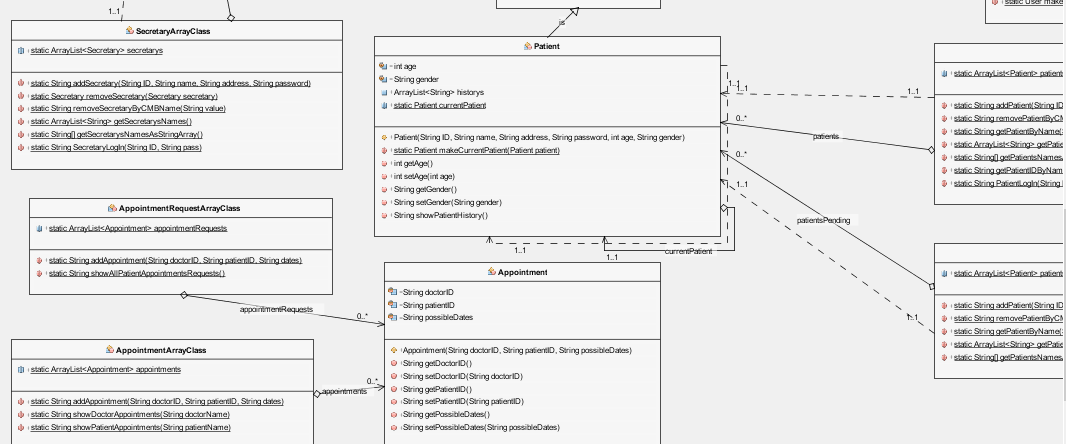 1..1
SecretaryArrayClass
static ArrayList<Secretary> secretarys
static String addSecretary(String ID, String name, String address, String password)
static Secretary removeSecretary(Secretary secretary)
static String removeSecretaryByCMBName(String value)
static ArrayList<String> getSecretarysNames()
static String[] getSecretarysNamesAsStringArray()
static String SecretaryLogIn(String ID, String pass)
AppointmentRequestArrayClass
static ArrayList<Appointment> appointmentRequests
static String addAppointment(String doctorID, String patientID, String dates)
static String showAllPatientAppointmentsRequests()
appointmentRequests
0..*
AppointmentArrayClass
static ArrayList<Appointment> appointments
static String addAppointment(String doctorID, String patientID, String dates)
static String showDoctorAppointments(String doctorName)
static String showPatientAppointments(String patientName)
appointments
0..*
is
Patient
int age
String gender
ArrayList<String> historys
static Patient currentPatient
Patient(String ID, String name, String address, String password, int age, String gender)
static Patient makeCurrentPatient(Patient patient)
int getAge()
int setAge(int age)
String getGender()
String setGender(String gender)
String showPatientHistory()
1..1
1..1
1..1
0..*
patients
0..*
1..1
patientsPending
1..1
1..1
1..1
currentPatient
Appointment
String doctorID
String patientID
String possibleDates
Appointment(String doctorID, String patientID, String possibleDates)
String getDoctorID()
String setDoctorID(String doctorID)
String getPatientID()
String setPatientID(String patientID)
String getPossibleDates()
String setPossibleDates(String possibleDates)
static User make
static ArrayList<Patient> patient
static String addPatient(String ID
static String removePatientByC
static String getPatientByName(
static ArrayList<String> getPatie
static String[] getPatientsNames
static String getPatientIDByNam
static String PatientLogIn(String
static ArrayList<Patient> patient
static String addPatient(String ID
static String removePatientByCM
static String getPatientByName(
static ArrayList<String> getPatie
static String[] getPatientsNames